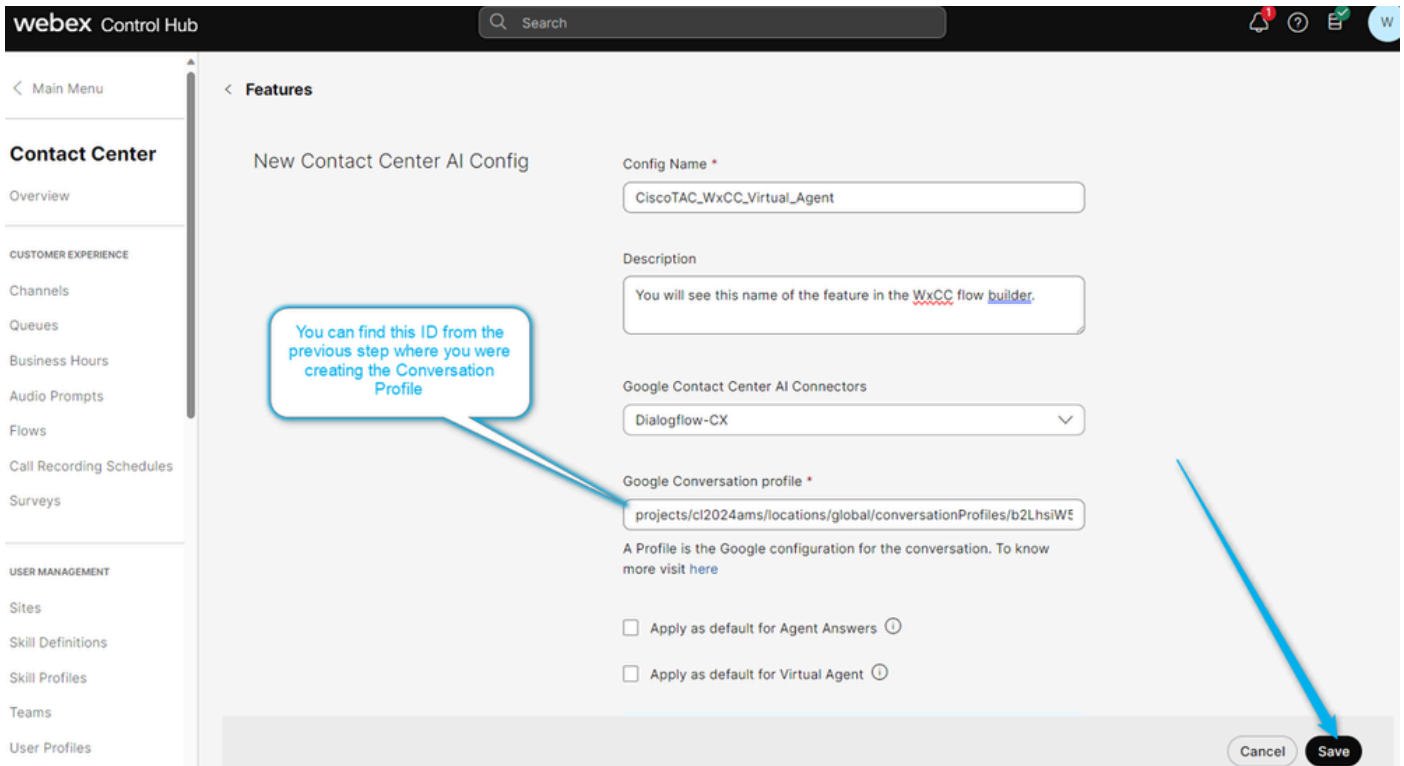 webex Control Hub
Search
1
W
Main Menu
Features
Contact Center
Overview
CUSTOMER EXPERIENCE
Channels
Queues
Business Hours
Audio Prompts
Flows
Call Recording Schedules
Surveys
USER MANAGEMENT
Sites
Skill Definitions
Skill Profiles
Teams
User Profiles
New Contact Center AI Config
You can find this ID from the
previous step where you were
creating the Conversation
Profile
Config Name *
CiscoTAC_WxCC_Virtual_Agent
Description
You will see this name of the feature in the WxCC flow builder.
Google Contact Center AI Connectors
Dialogflow-CX
Google Conversation profile *
projects/cl2024ams/locations/global/conversationProfiles/b2LhsiW5
A Profile is the Google configuration for the conversation. To know
more visit here
Apply as default for Agent Answers
Apply as default for Virtual Agent
Cancel
Save